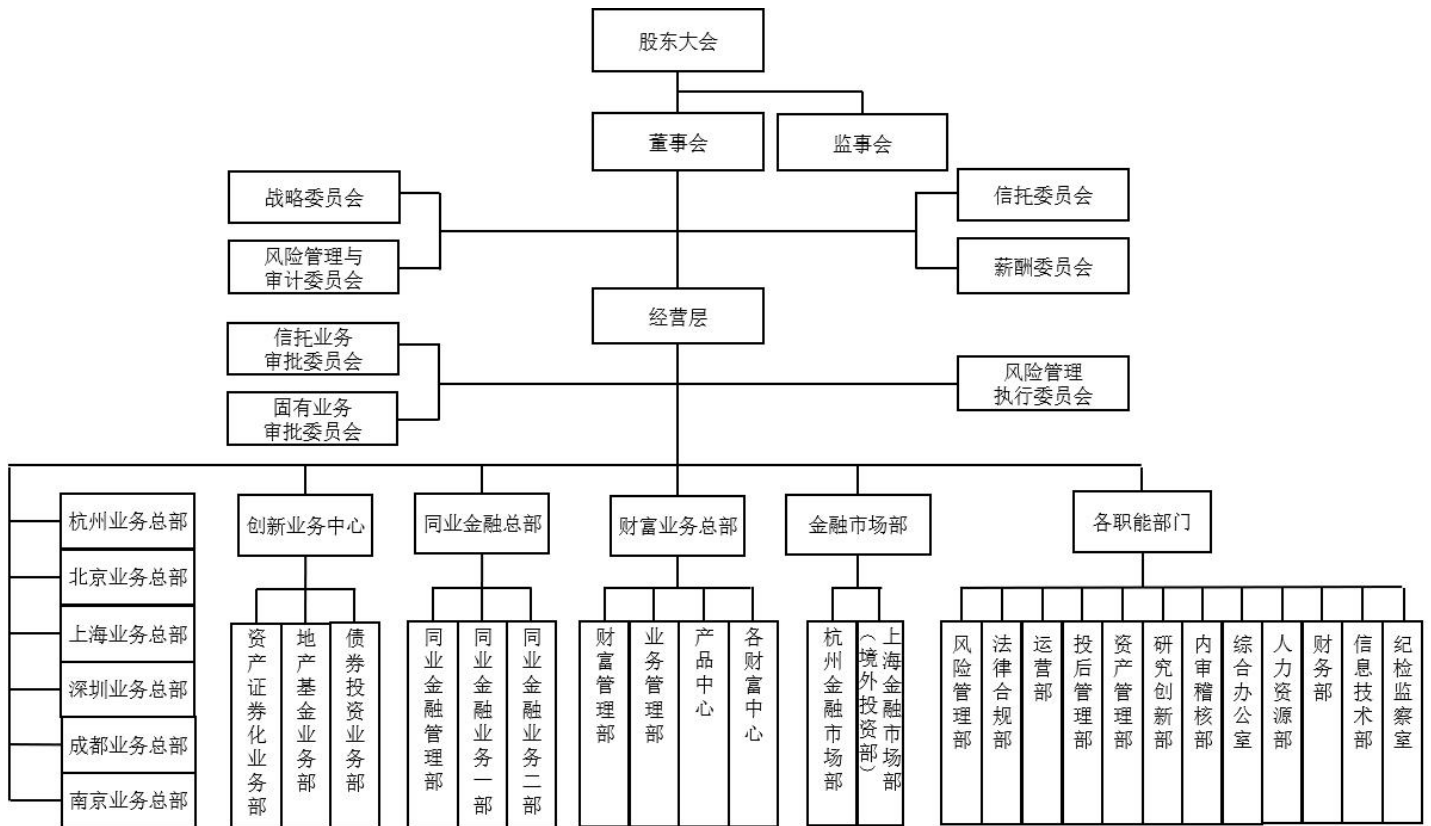 股东大会
董事会
监事会
战略委员会
信托委员会
风险管理与
审计委员会
薪酬委员会
经营层
信托业务
审批委员会
风险管理
执行委员会
固有业务
审批委员会
杭州业务总部
北京业务总部
上海业务总部
深圳业务总部
成都业务总部
南京业务总部
创新业务中心
同业金融总部
财富业务总部
金融市场部
各职能部门
资产证券化业务部
地产基金业务部
债券投资业务部
同业金融管理部
同业金融业务一部
同业金融业务二部
财富管理部
业务管理部
产品中心
各财富中心
杭州金融市场部
上海金融市场部
（境外投资部）
风险管理部
法律合规部
运营部
投后管理部
资产管理部
研究创新部
内审稽核部
综合办公室
人力资源部
财务部
信息技术部
纪检监察室